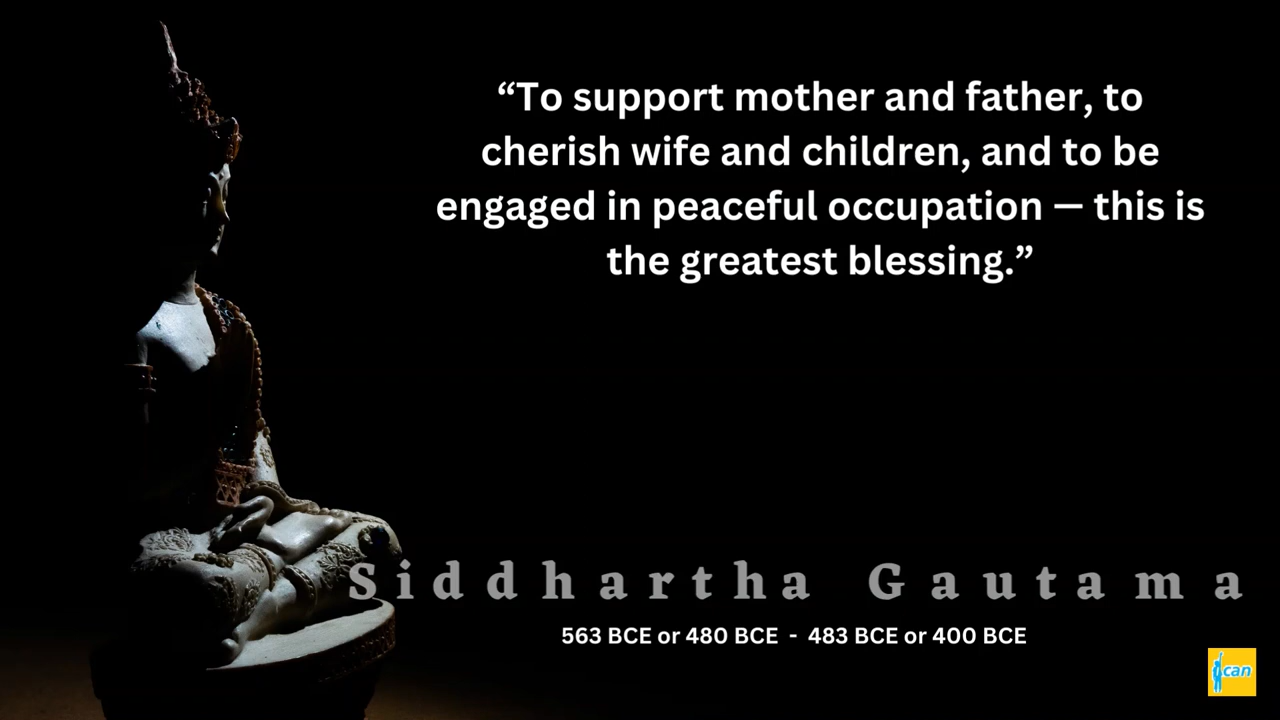 “To support mother and father, to
cherish wife and children, and to be
engaged in peaceful occupation — this is
the greatest blessing.”
Siddhartha Gautama
563 BCE or 480 BCE - 483 BCE or 400 BCE
can